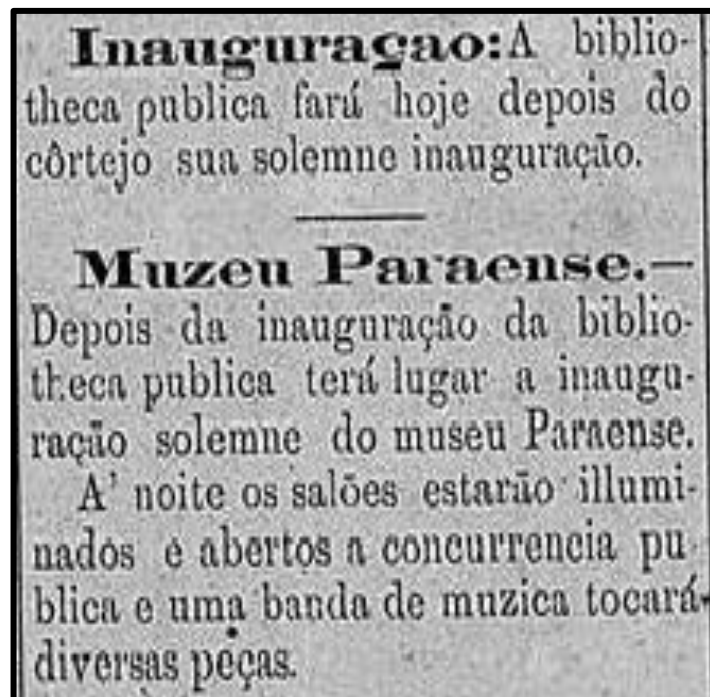 Inauguraçao: A biblio-
theca publica fará hoje depois do
côrtejo sua solemne inauguração.
Muzeu Paraense.—
Depois da inauguração da biblio-
theca publica terá lugar a inaugu-
ração solemne do museu Paraense.
A' noite os salões estarão illumi-
nados e abertos a concurrencia pu
blica e uma banda de muzica tocará
diversas peças.